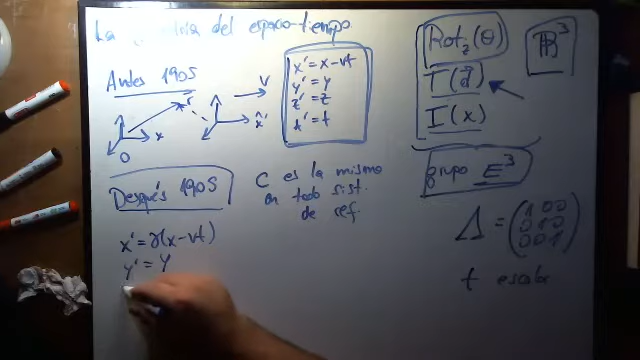 La geometría del espacio-tiempo
Antes 1905
x' = x - vt
y' = y
z' = z
t' = t
V
x
x'
O
Después 1905
C es la misma
en todo sist.
de ref.
x' = γ(x - vt)
y' = y
Rot_z(θ)
T(d⃗)
I(x)
ℝ³
grupo E³
Δ = (1 0 0
0 1 0
0 0 1)
t escalar